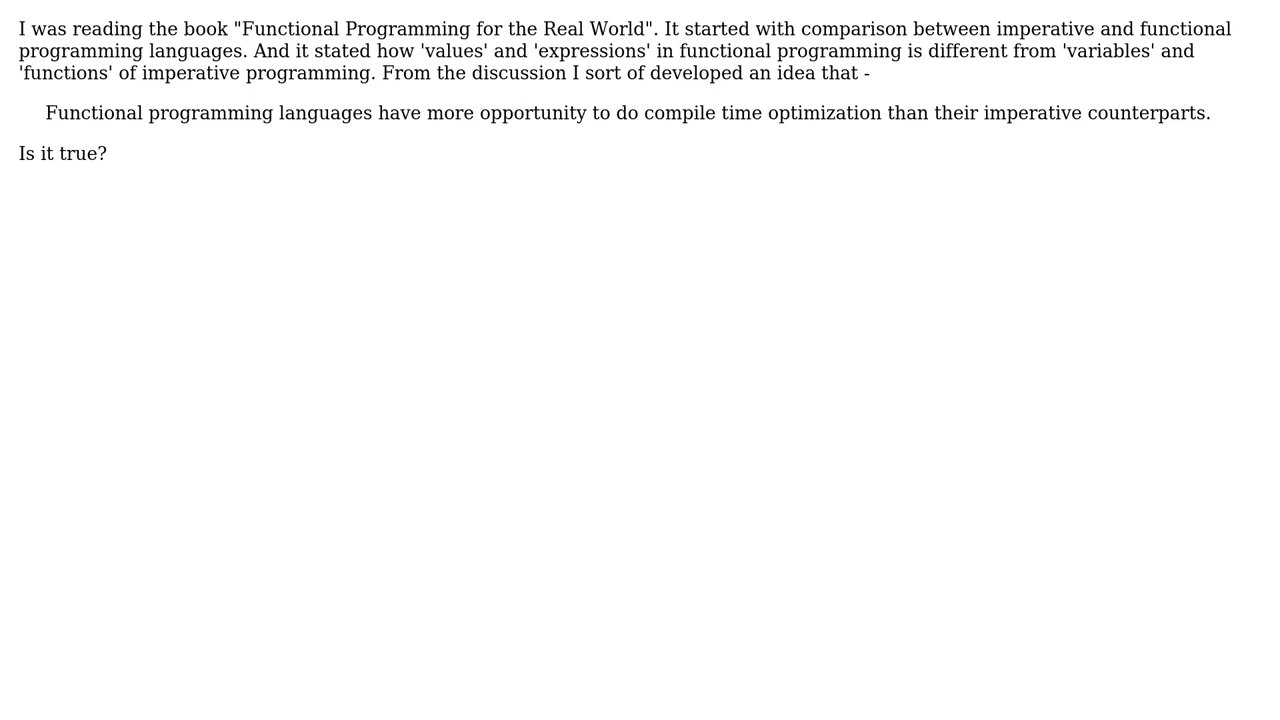 I was reading the book "Functional Programming for the Real World". It started with comparison between imperative and functional
programming languages. And it stated how 'values' and 'expressions' in functional programming is different from 'variables' and
'functions' of imperative programming. From the discussion I sort of developed an idea that -
Functional programming languages have more opportunity to do compile time optimization than their imperative counterparts.
Is it true?